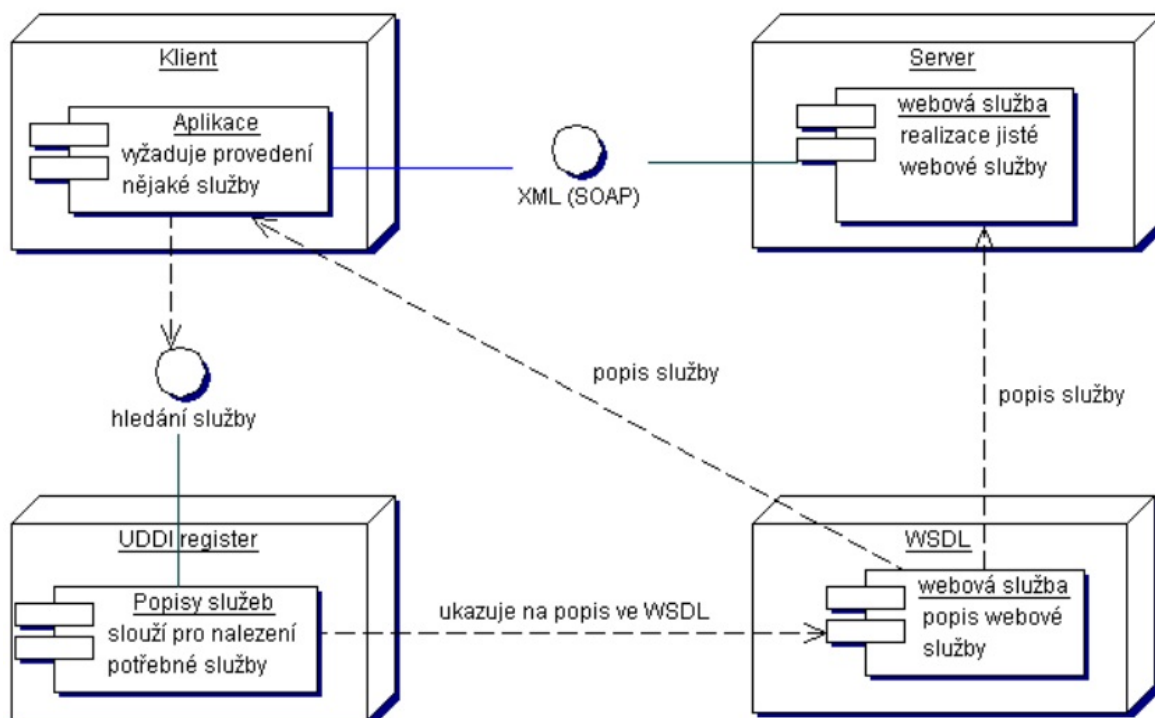 Klient
Aplikace
vyžaduje provedení
nějaké služby
XML (SOAP)
Server
webová služba
realizace jisté
webové služby
hledání služby
popis služby
popis služby
UDDI register
Popisy služeb
slouží pro nalezení
potřebné služby
ukazuje na popis ve WSDL
WSDL
webová služba
popis webové
služby